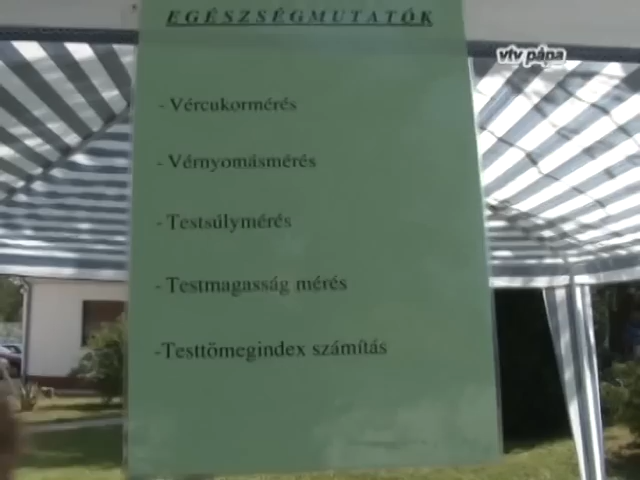 EGÉSZSÉGMUTATÓK
vtv pápa
- Vércukormérés
- Vérnyomásmérés
- Testsúlymérés
- Testmagasság mérés
-Testtömegindex számítás